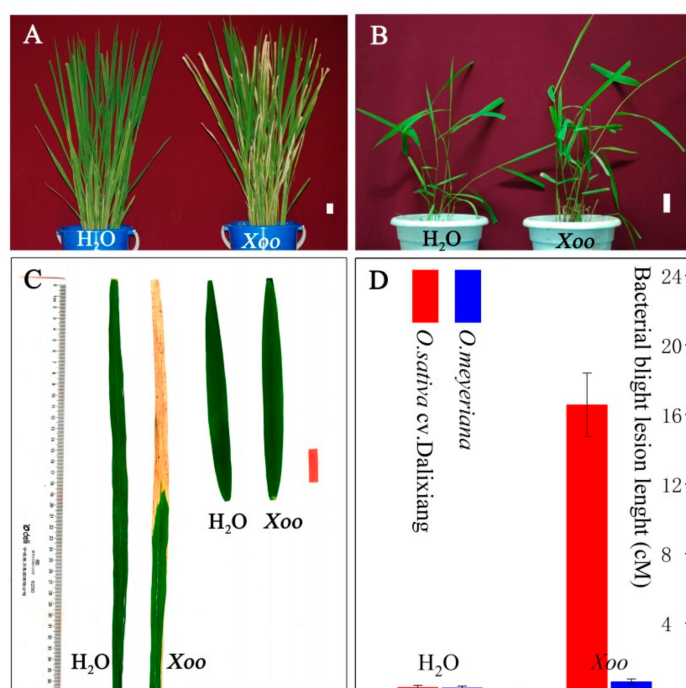 A
H₂O
Xoo
B
H₂O
Xoo
C
H₂O
Xoo
H₂O
Xoo
deli
D
O.sativa cv.Dalixiang
O.meyeriana
Bacterial blight lesion lenght (cM)
24
20
16
12
8
4
H₂O
Xoo